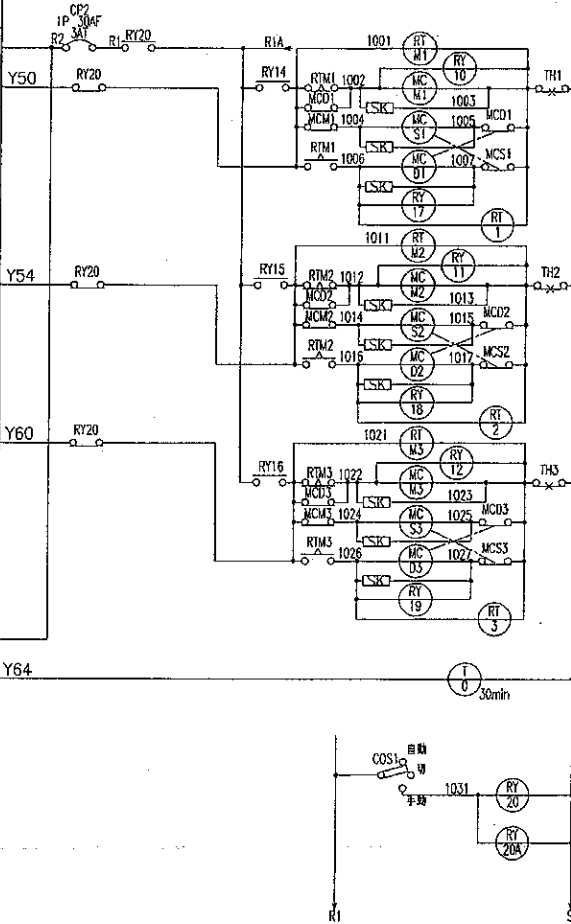 CP2
1P 30AF
3AT
R2
R1
RY20
R1A
1001
RT
M1
RY
10
Y50
RY20
RY14
RTM1
1002
MC
M1
TH1
MCD1
SK
1003
MCM1
1004
MC
S1
1005
MCD1
SK
RTM1
1006
MC
D1
1007
MCS1
SK
RY
17
RT
1
1011
RT
M2
RY
11
Y54
RY20
RY15
RTM2
1012
MC
M2
TH2
MCD2
SK
1013
MCM2
1014
MC
S2
1015
MCD2
SK
RTM2
1016
MC
D2
1017
MCS2
SK
RY
18
RT
2
1021
RT
M3
RY
12
Y60
RY20
RY16
RTM3
1022
MC
M3
TH3
MCD3
SK
1023
MCM3
1024
MC
S3
1025
MCD3
SK
RTM3
1026
MC
D3
1027
MCS3
SK
RY
19
RT
3
Y64
T
0
30min
COS1
自動
切
手動
1031
RY
20
RY
20A
R1